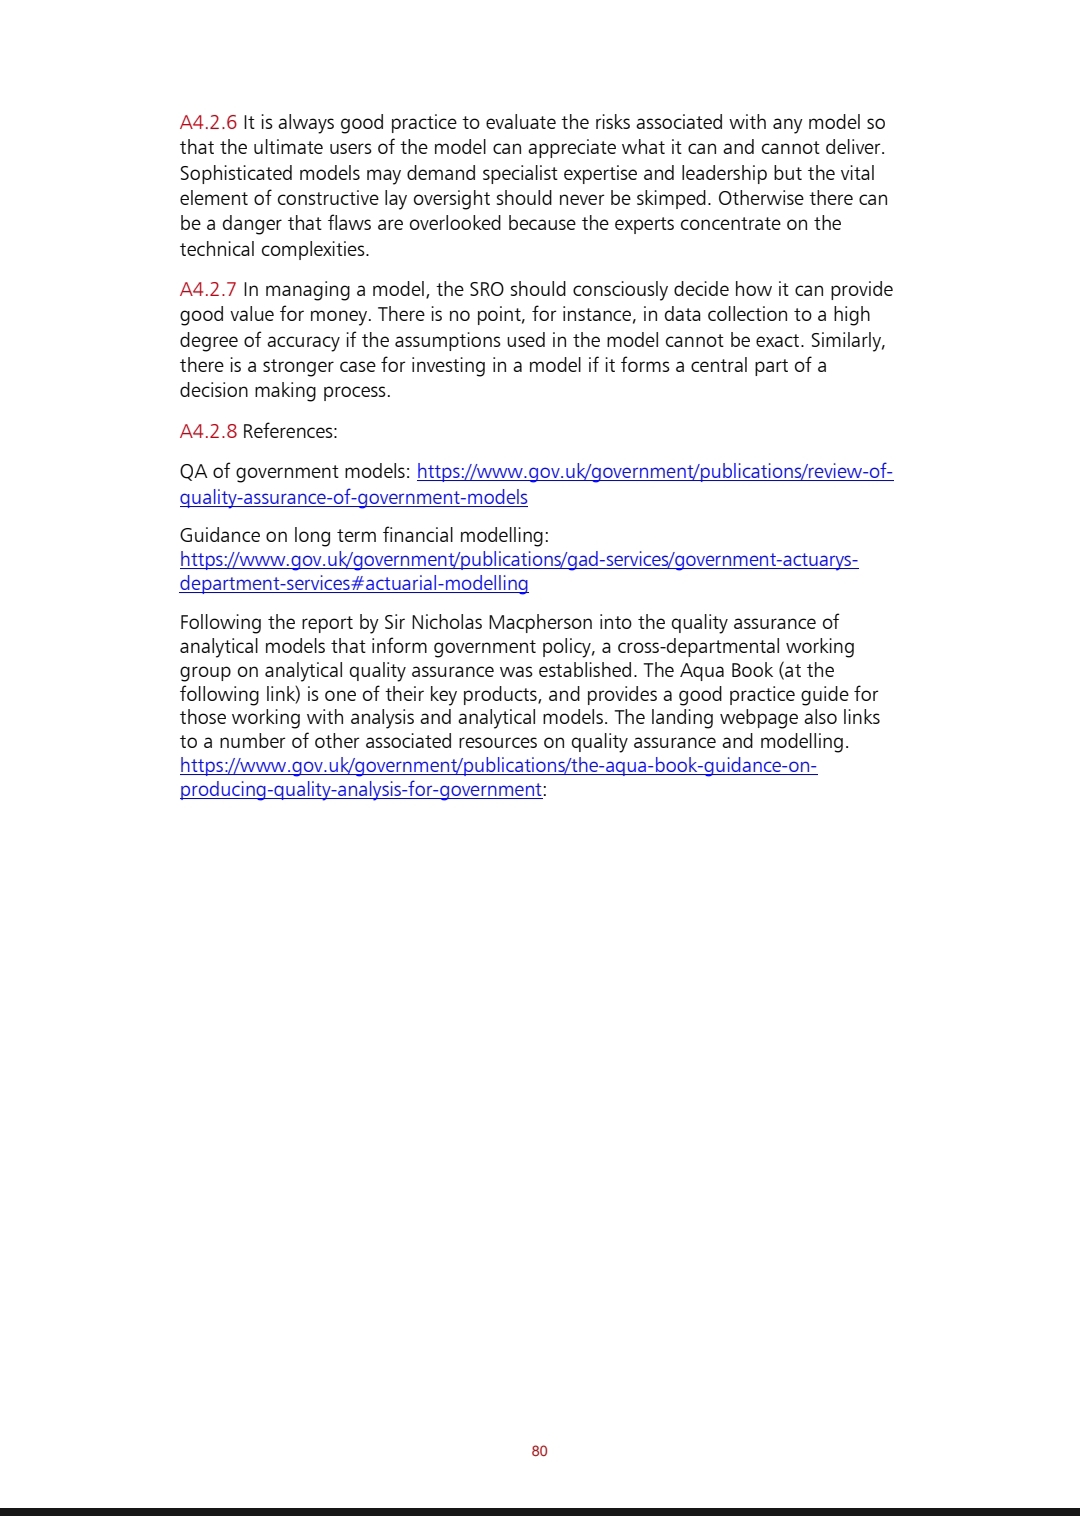 A4.2.6 It is always good practice to evaluate the risks associated with any model so
that the ultimate users of the model can appreciate what it can and cannot deliver.
Sophisticated models may demand specialist expertise and leadership but the vital
element of constructive lay oversight should never be skimped. Otherwise there can
be a danger that flaws are overlooked because the experts concentrate on the
technical complexities.
A4.2.7 In managing a model, the SRO should consciously decide how it can provide
good value for money. There is no point, for instance, in data collection to a high
degree of accuracy if the assumptions used in the model cannot be exact. Similarly,
there is a stronger case for investing in a model if it forms a central part of a
decision making process.
A4.2.8 References:
QA of government models: https://www.gov.uk/government/publications/review-of-
quality-assurance-of-government-models
Guidance on long term financial modelling:
https://www.gov.uk/government/publications/gad-services/government-actuarys-
department-services#actuarial-modelling
Following the report by Sir Nicholas Macpherson into the quality assurance of
analytical models that inform government policy, a cross-departmental working
group on analytical quality assurance was established. The Aqua Book (at the
following link) is one of their key products, and provides a good practice guide for
those working with analysis and analytical models. The landing webpage also links
to a number of other associated resources on quality assurance and modelling.
https://www.gov.uk/government/publications/the-aqua-book-guidance-on-
producing-quality-analysis-for-government:
80